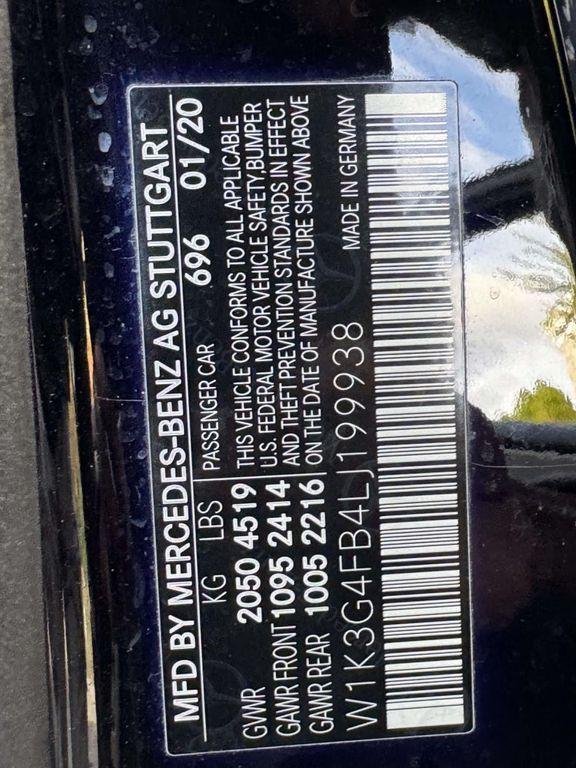 MFD BY MERCEDES-BENZ AG STUTTGART
KG LBS PASSENGER CAR 696 01/20
GVWR 2050 4519 THIS VEHICLE CONFORMS TO ALL APPLICABLE
GAWR FRONT 1095 2414 U.S. FEDERAL MOTOR VEHICLE SAFETY,BUMPER
AND THEFT PREVENTION STANDARDS IN EFFECT
GAWR REAR 1005 2216 ON THE DATE OF MANUFACTURE SHOWN ABOVE
W1K3G4FB4LJ199938 MADE IN GERMANY